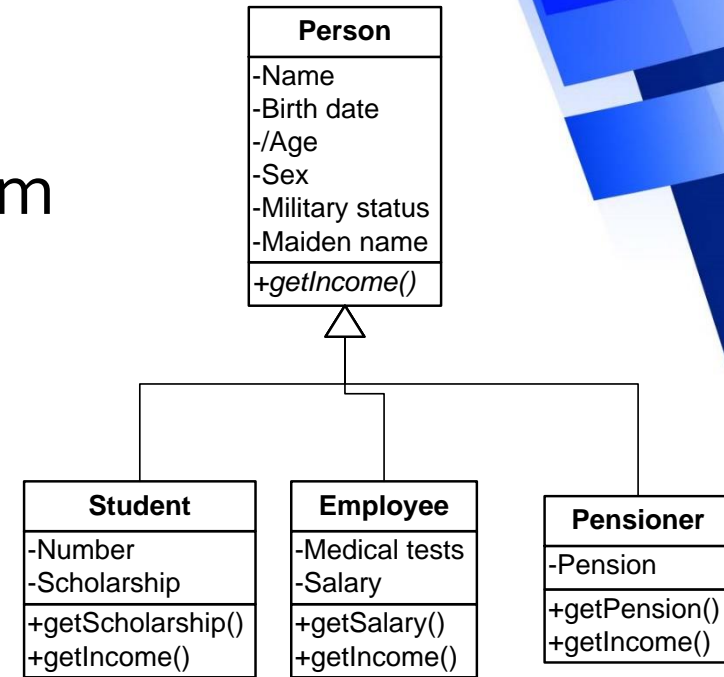 m
Person
-Name
-Birth date
-/Age
-Sex
-Military status
-Maiden name
+getIncome()
Student
-Number
-Scholarship
+getScholarship()
+getIncome()
Employee
-Medical tests
-Salary
+getSalary()
+getIncome()
Pensioner
-Pension
+getPension()
+getIncome()